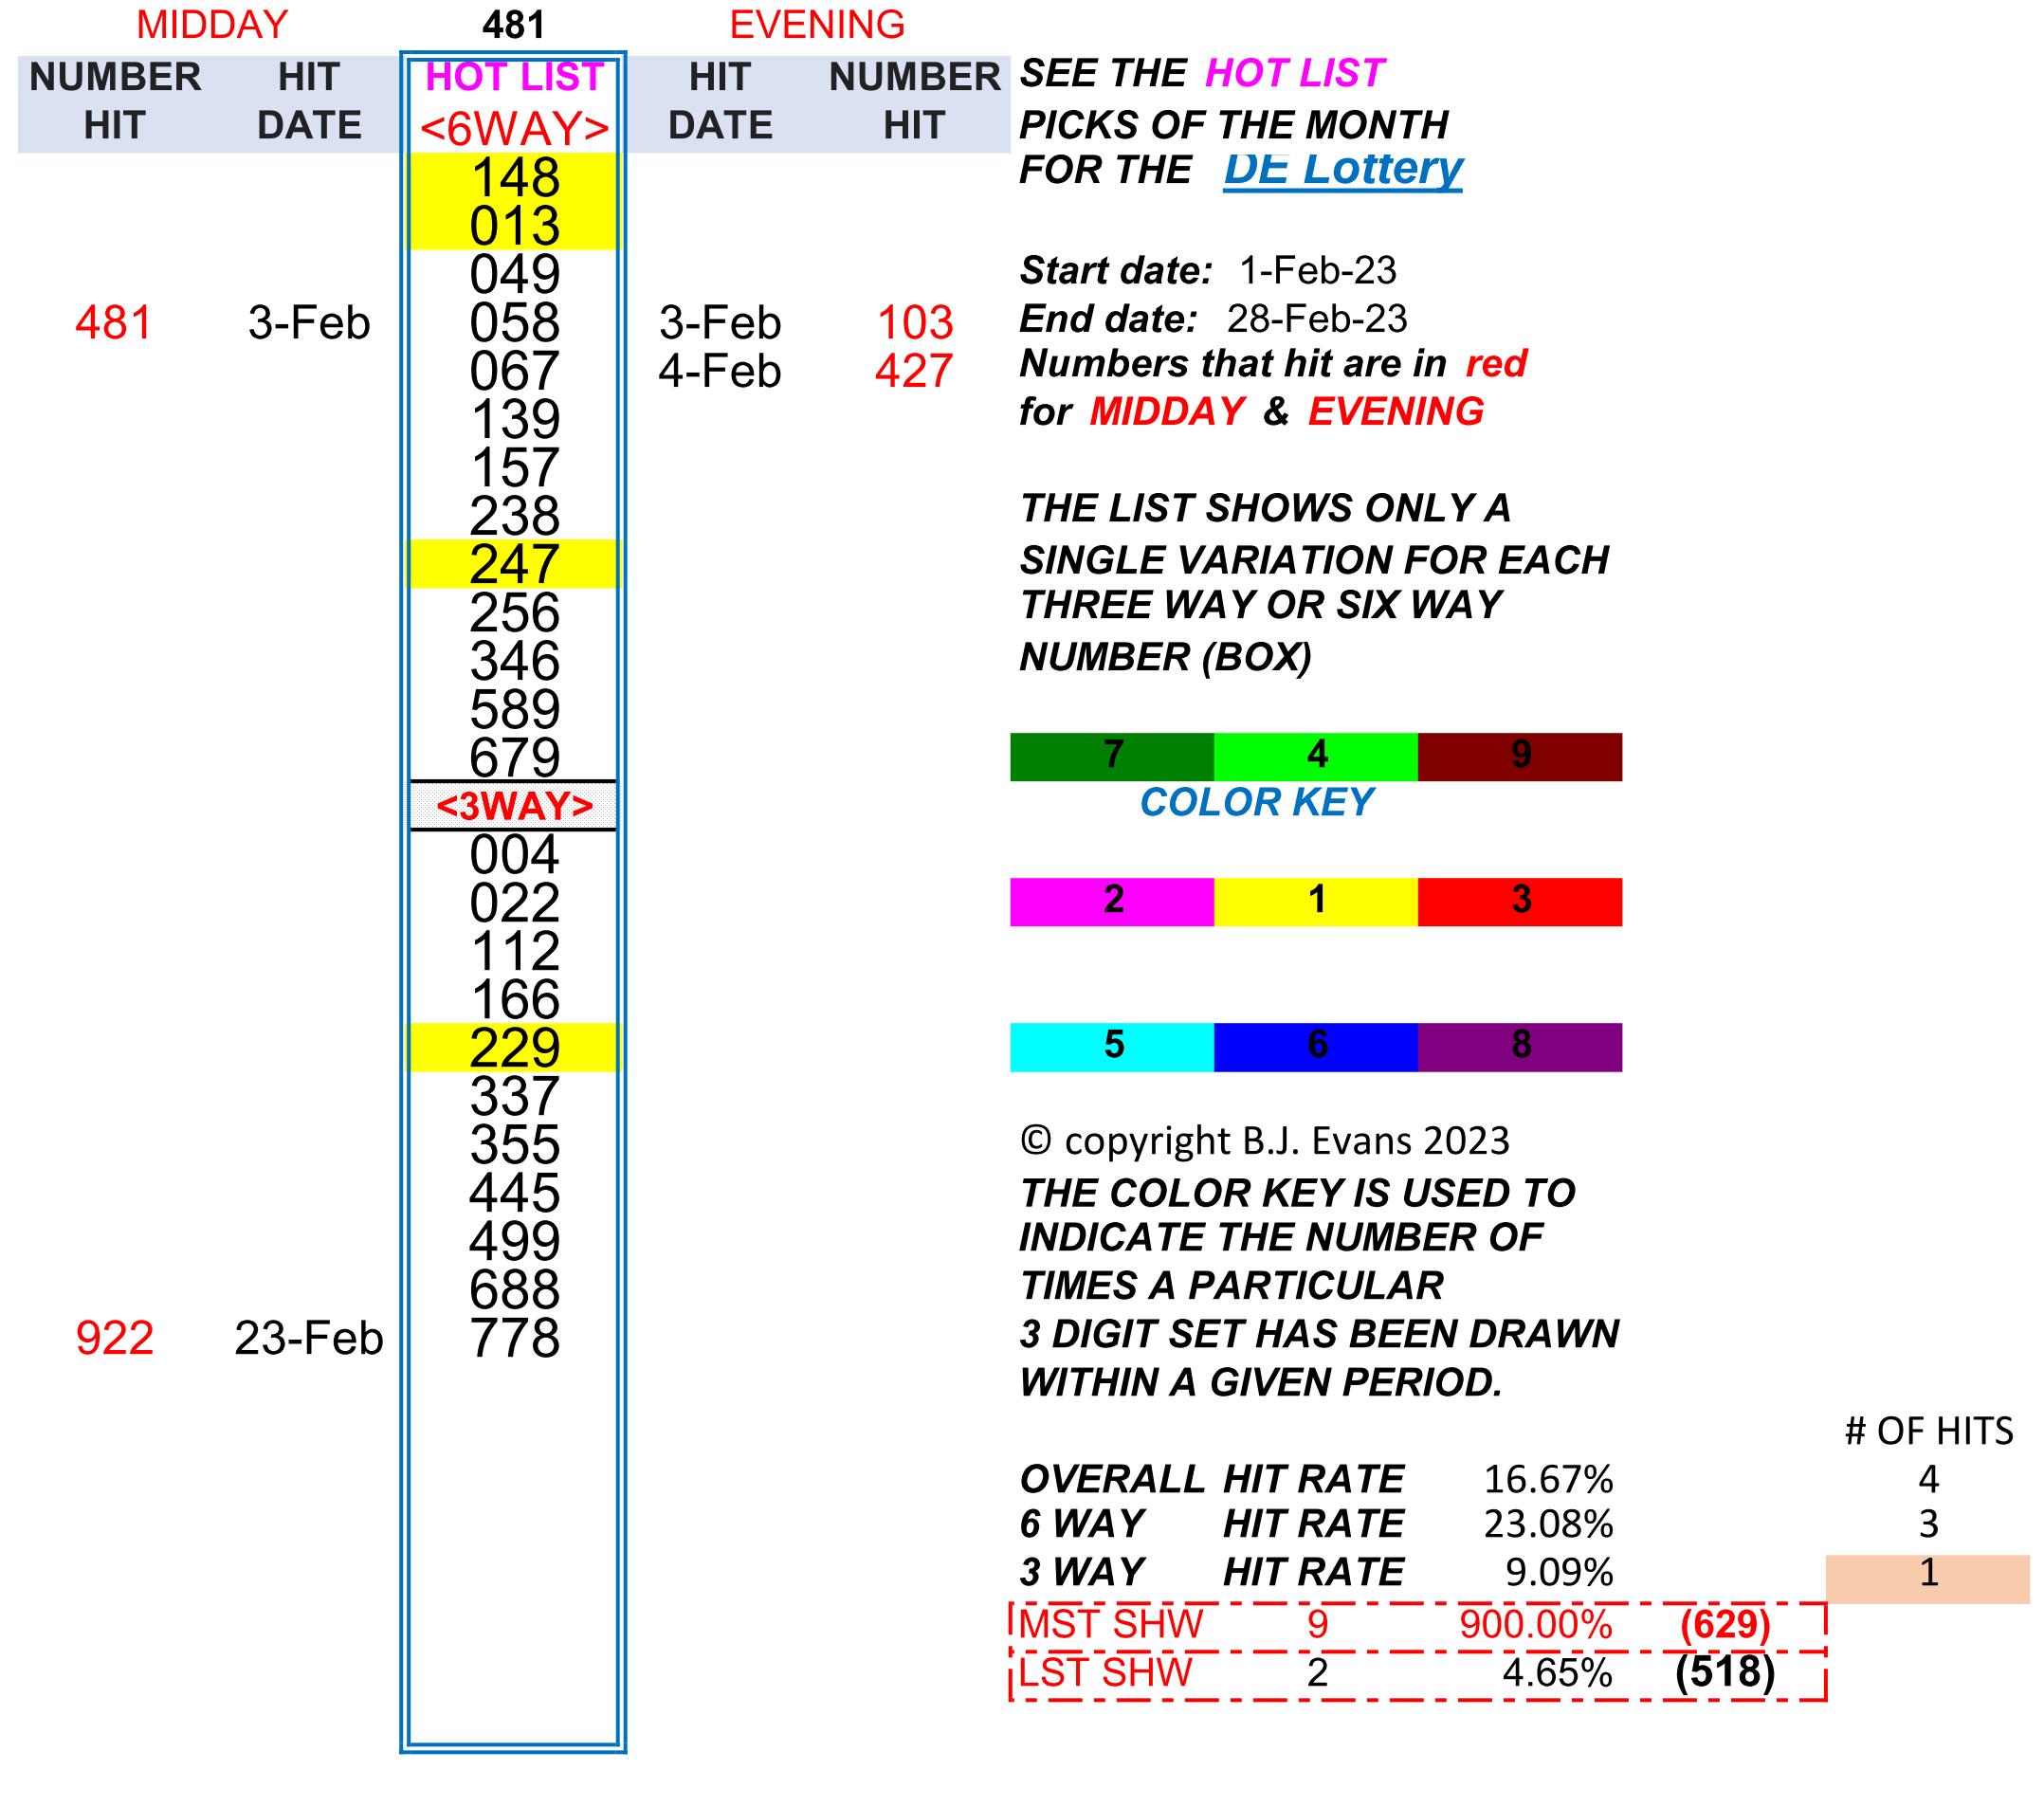 MIDDAY 481 EVENING
NUMBER HIT HOT LIST HIT NUMBER SEE THE HOT LIST
HIT DATE <6WAY> DATE HIT PICKS OF THE MONTH
148 FOR THE DE Lottery
013
049 Start date: 1-Feb-23
481 3-Feb 058 3-Feb 103 End date: 28-Feb-23
067 4-Feb 427 Numbers that hit are in red
139 for MIDDAY & EVENING
157
238 THE LIST SHOWS ONLY A
247 SINGLE VARIATION FOR EACH
256 THREE WAY OR SIX WAY
346 NUMBER (BOX)
589
679 7 4 9
<3WAY> COLOR KEY
004
022 2 1 3
112
166
229 5 6 8
337
355 © copyright B.J. Evans 2023
445 THE COLOR KEY IS USED TO
499 INDICATE THE NUMBER OF
688 TIMES A PARTICULAR
922 23-Feb 778 3 DIGIT SET HAS BEEN DRAWN
WITHIN A GIVEN PERIOD.
# OF HITS
OVERALL HIT RATE 16.67% 4
6 WAY HIT RATE 23.08% 3
3 WAY HIT RATE 9.09% 1
MST SHW 9 900.00% (629)
LST SHW 2 4.65% (518)